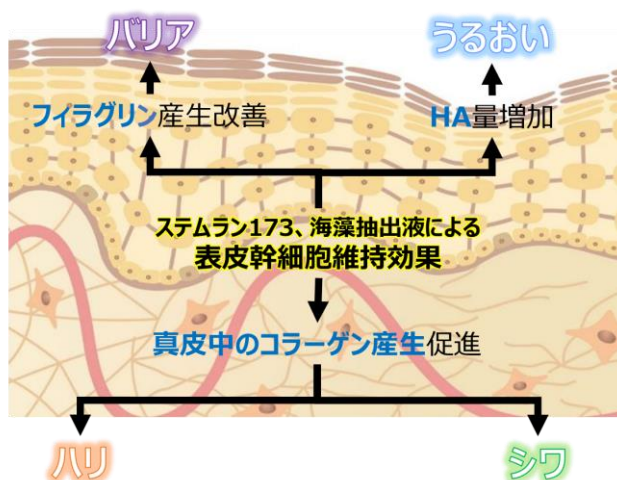 バリア
うるおい
フィラグリン産生改善
HA量増加
ステムラン173、海藻抽出液による
表皮幹細胞維持効果
真皮中のコラーゲン産生促進
ハリ
シワ